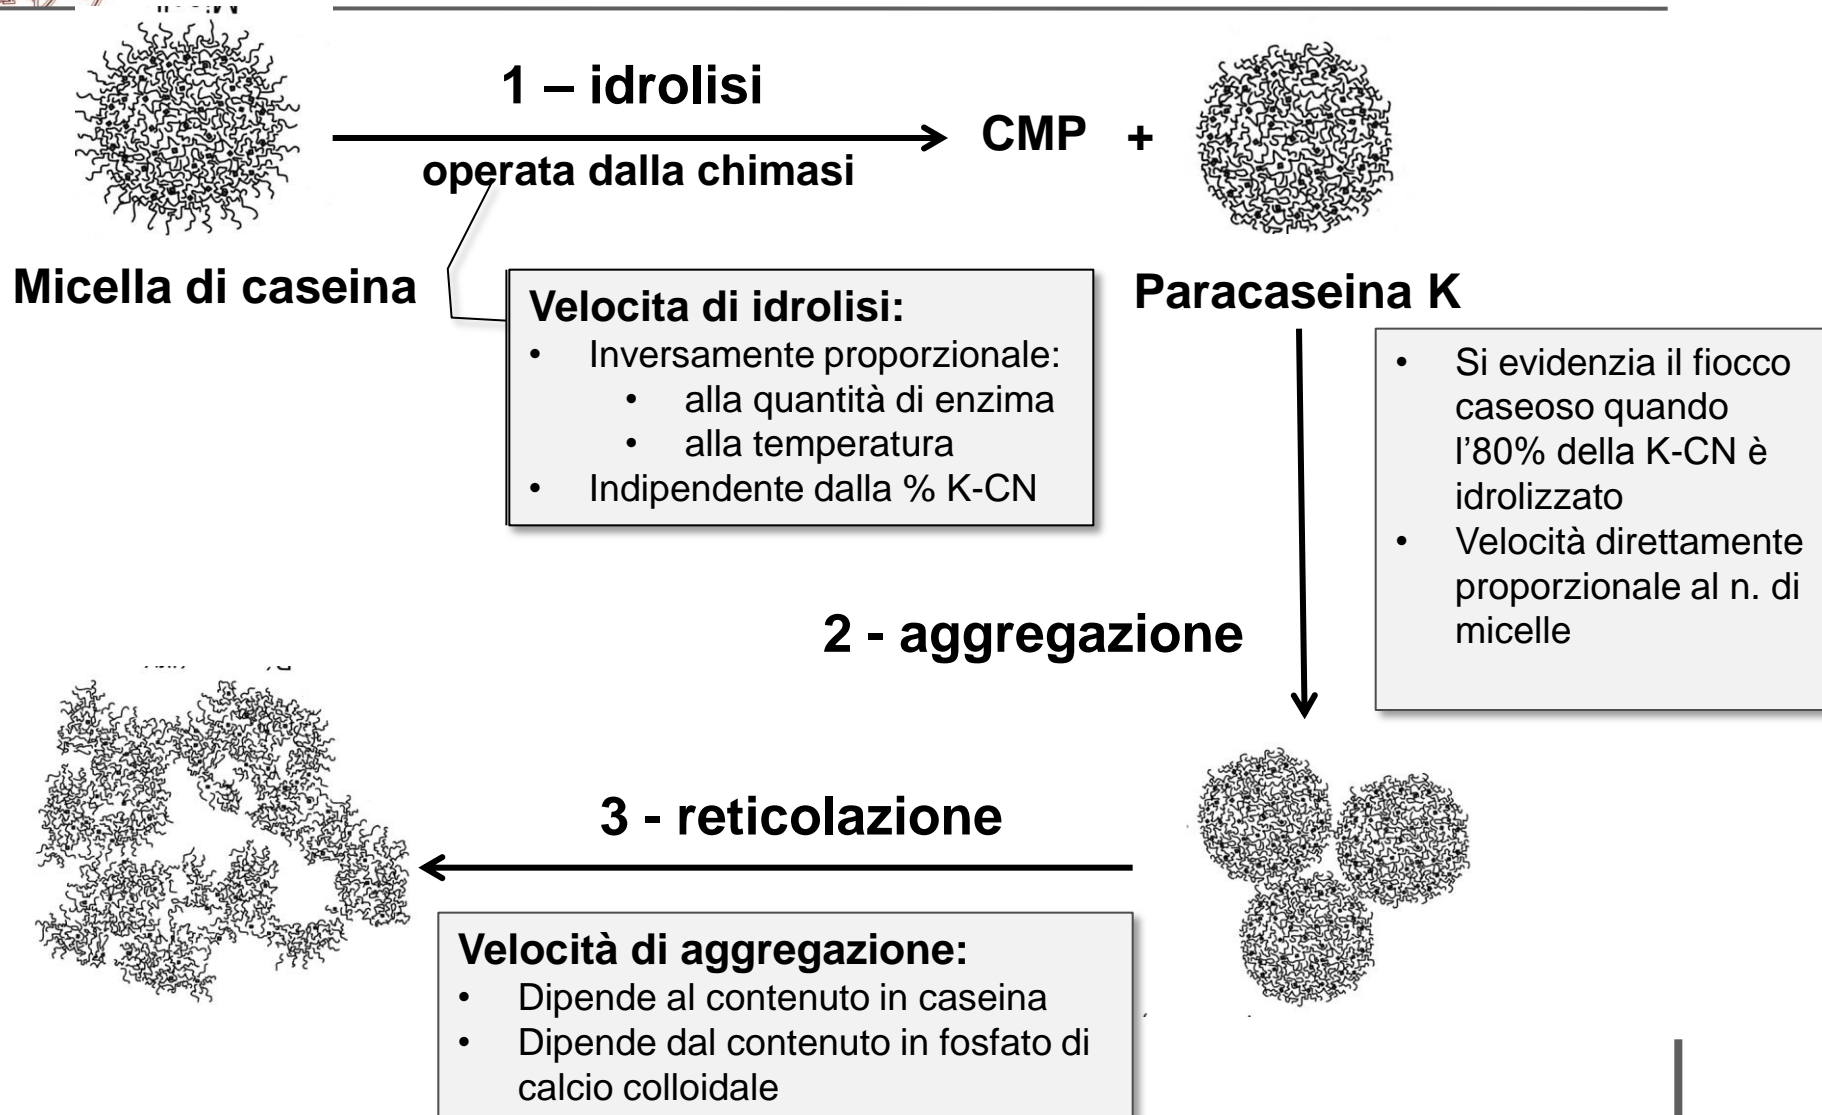 1 – idrolisi
operata dalla chimasi
CMP +
Micella di caseina
Paracaseina K
Velocita di idrolisi:
• Inversamente proporzionale:
• alla quantità di enzima
• alla temperatura
• Indipendente dalla % K-CN
• Si evidenzia il fiocco
caseoso quando
l’80% della K-CN è
idrolizzato
• Velocità direttamente
proporzionale al n. di
micelle
2 - aggregazione
3 - reticolazione
Velocità di aggregazione:
• Dipende al contenuto in caseina
• Dipende dal contenuto in fosfato di
calcio colloidale